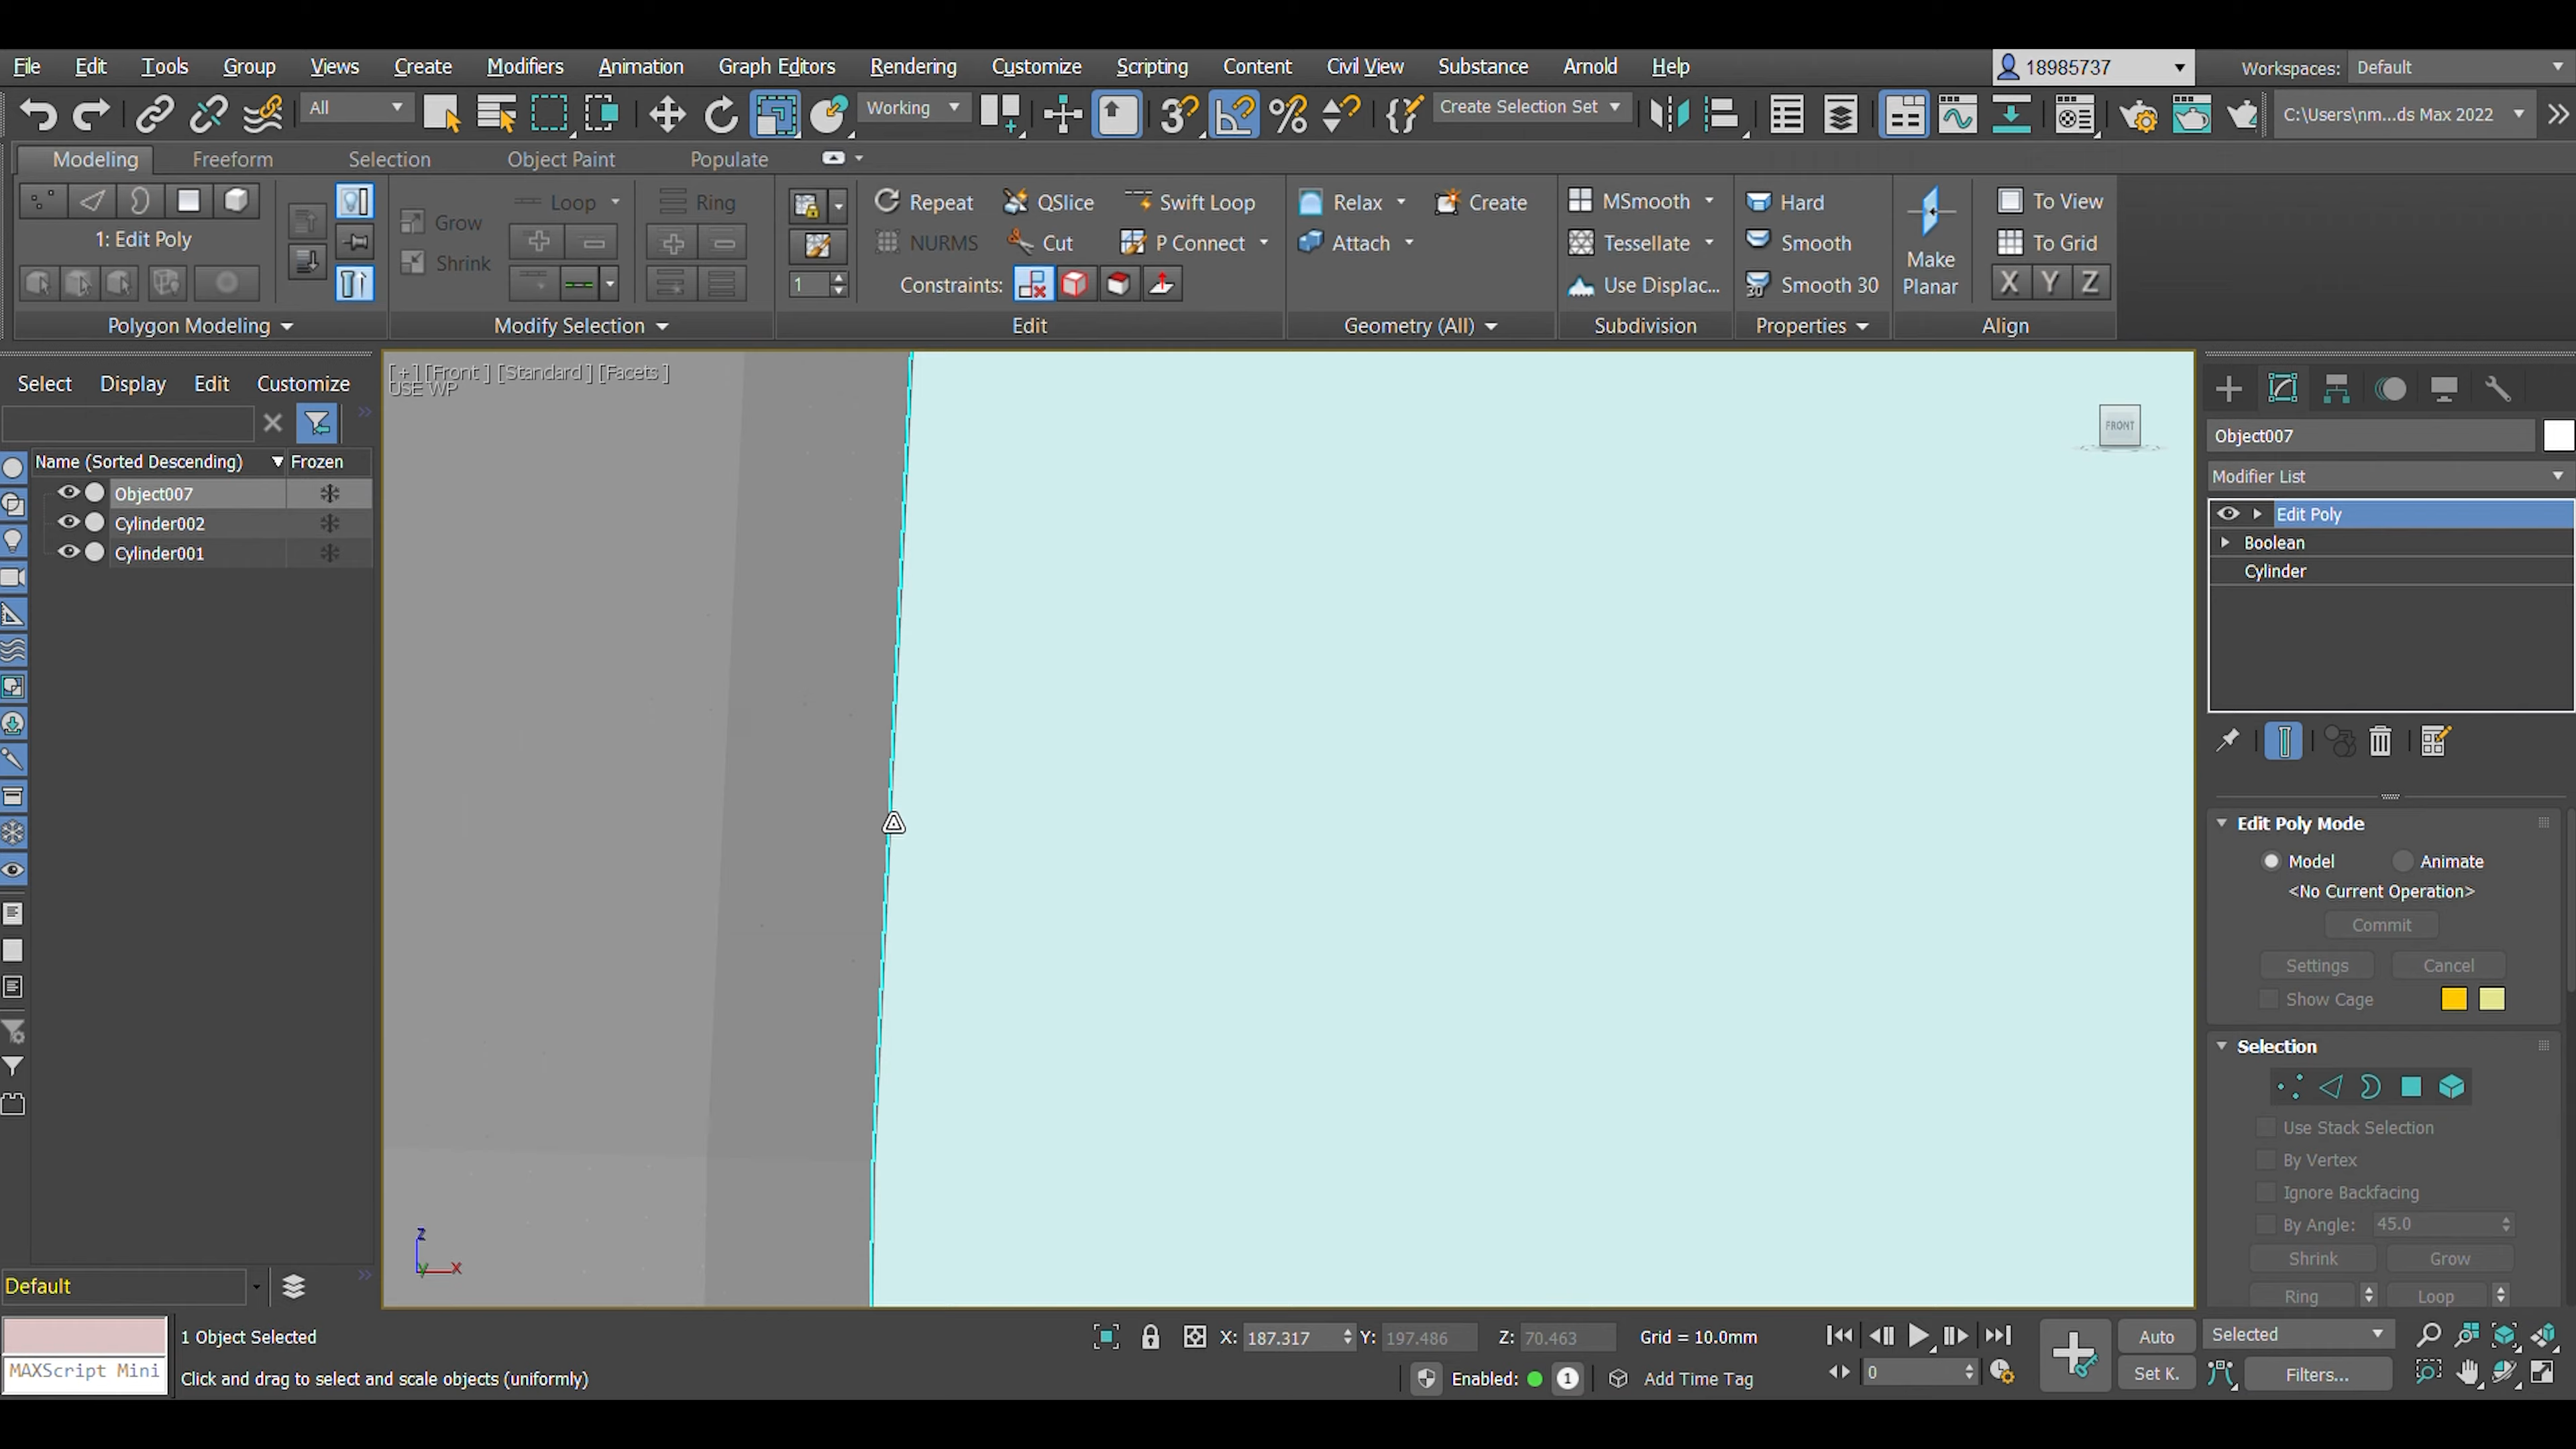 File Edit Tools Group Views Create Modifiers Animation Graph Editors Rendering Customize Scripting Content Civil View Substance Arnold Help 18985737 Workspaces: Default
All Working Create Selection Set C:\Users\nm...ds Max 2022
Modeling Freeform Selection Object Paint Populate
Loop Ring Repeat QSlice Swift Loop Relax Create MSmooth Hard To View
Grow
1: Edit Poly NURMS Cut P Connect Attach Tessellate Smooth To Grid
Shrink Make
1 Constraints: Use Displac... 30 Smooth 30 Planar X Y Z
Polygon Modeling Modify Selection Edit Geometry (All) Subdivision Properties Align
Select Display Edit Customize
[+] [Front ] [Standard ] [Facets ]
USE WP
FRONT
Name (Sorted Descending) Frozen
Object007
Cylinder002
Cylinder001
Object007
Modifier List
Edit Poly
Boolean
Cylinder
Edit Poly Mode
Model Animate
<No Current Operation>
Commit
Settings Cancel
Show Cage
Selection
Use Stack Selection
By Vertex
Ignore Backfacing
By Angle: 45.0
Shrink Grow
Ring Loop
z
y x
Default
1 Object Selected X: 187.317 Y: 197.486 Z: 70.463 Grid = 10.0mm Auto Selected
MAXScript Mini Click and drag to select and scale objects (uniformly) Enabled: 1 Add Time Tag 0 Set K. Filters...